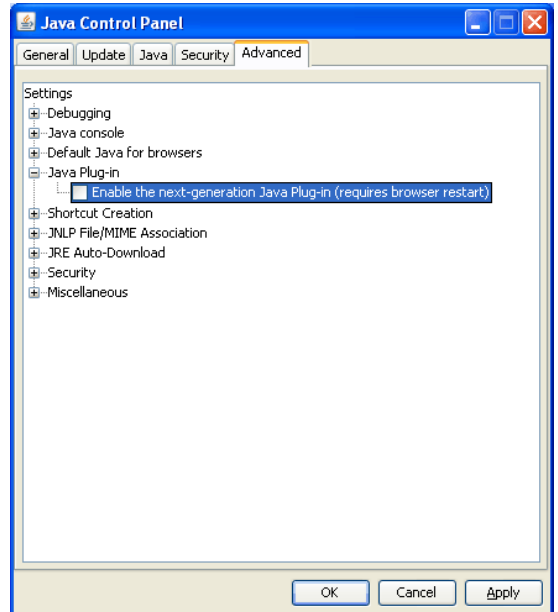 Java Control Panel
General Update Java Security Advanced
Settings
Debugging
Java console
Default Java for browsers
Java Plug-in
Enable the next-generation Java Plug-in (requires browser restart)
Shortcut Creation
JNLP File/MIME Association
JRE Auto-Download
Security
Miscellaneous
OK Cancel Apply